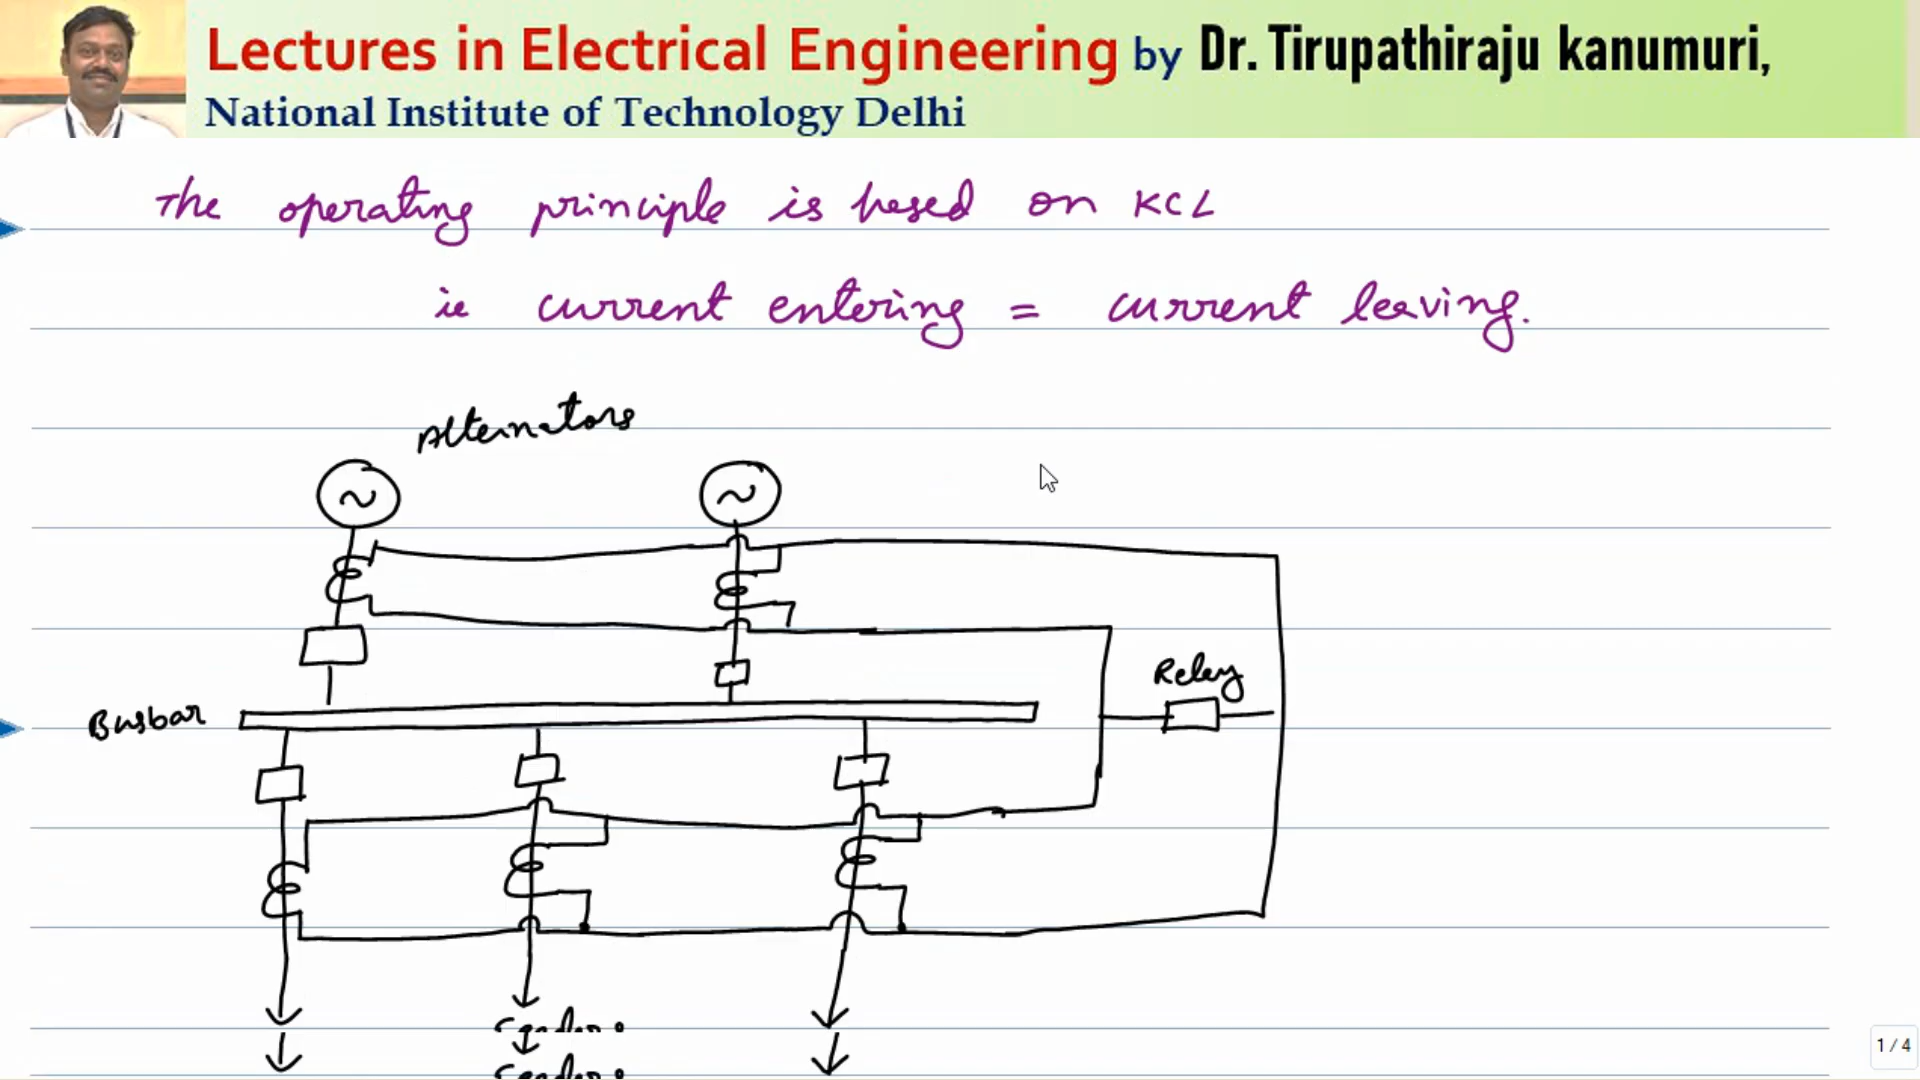 Lectures in Electrical Engineering by Dr. Tirupathiraju kanumuri,
National Institute of Technology Delhi
The operating principle is based on KCL
ie current entering = current leaving.
Alternators
Relay
Busbar
1 / 4